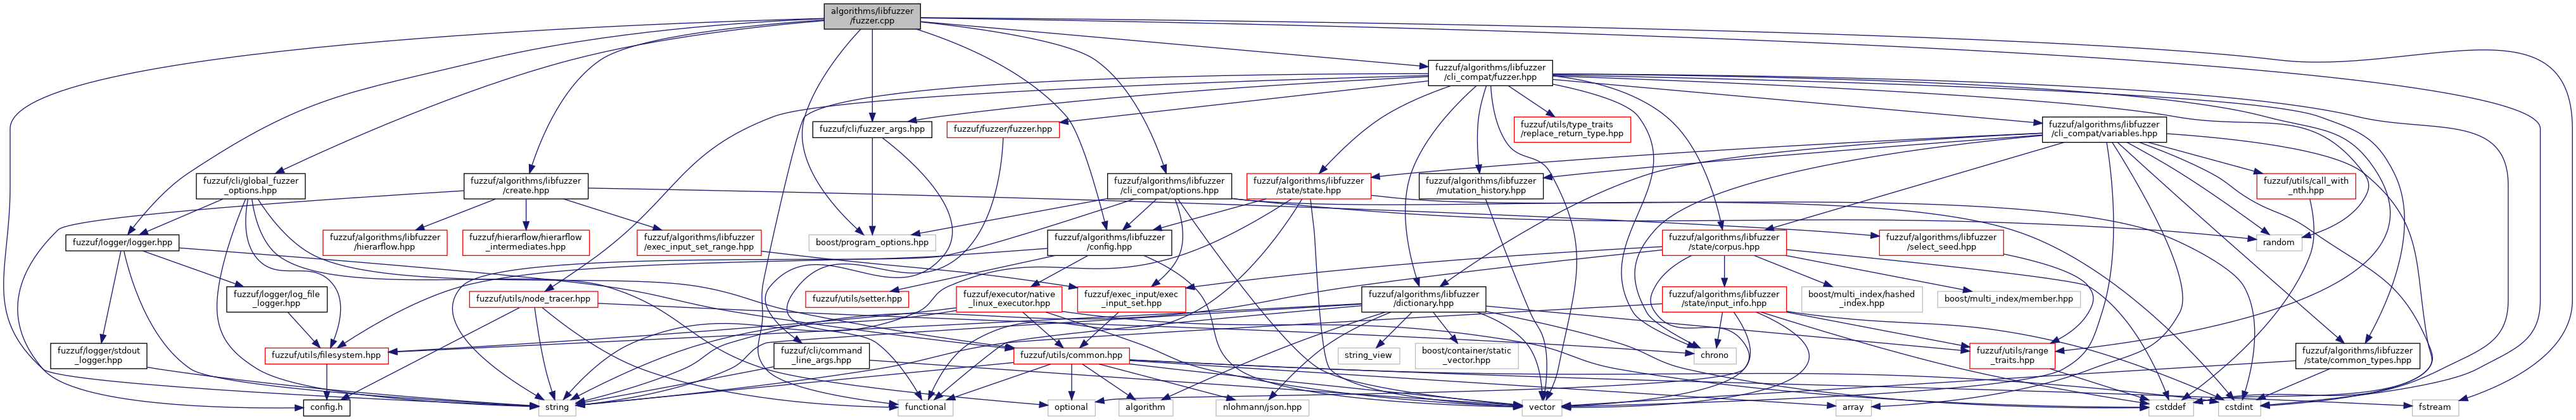 algorithms/libfuzzer
/fuzzer.cpp
fuzzuf/algorithms/libfuzzer
/cli_compat/fuzzer.hpp
fuzzuf/cli/fuzzer_args.hpp
fuzzuf/fuzzer/fuzzer.hpp
fuzzuf/utils/type_traits
/replace_return_type.hpp
fuzzuf/algorithms/libfuzzer
/cli_compat/variables.hpp
fuzzuf/cli/global_fuzzer
_options.hpp
fuzzuf/algorithms/libfuzzer
/create.hpp
fuzzuf/algorithms/libfuzzer
/cli_compat/options.hpp
fuzzuf/algorithms/libfuzzer
/state/state.hpp
fuzzuf/algorithms/libfuzzer
/mutation_history.hpp
fuzzuf/utils/call_with
_nth.hpp
fuzzuf/logger/logger.hpp
fuzzuf/algorithms/libfuzzer
/hierarflow.hpp
fuzzuf/hierarflow/hierarflow
_intermediates.hpp
fuzzuf/algorithms/libfuzzer
/exec_input_set_range.hpp
boost/program_options.hpp
fuzzuf/algorithms/libfuzzer
/config.hpp
fuzzuf/algorithms/libfuzzer
/state/corpus.hpp
fuzzuf/algorithms/libfuzzer
/select_seed.hpp
random
fuzzuf/logger/log_file
_logger.hpp
fuzzuf/utils/node_tracer.hpp
fuzzuf/utils/setter.hpp
fuzzuf/executor/native
_linux_executor.hpp
fuzzuf/exec_input/exec
_input_set.hpp
fuzzuf/algorithms/libfuzzer
/dictionary.hpp
fuzzuf/algorithms/libfuzzer
/state/input_info.hpp
boost/multi_index/hashed
_index.hpp
boost/multi_index/member.hpp
fuzzuf/logger/stdout
_logger.hpp
fuzzuf/utils/filesystem.hpp
fuzzuf/cli/command
_line_args.hpp
fuzzuf/utils/common.hpp
string_view
boost/container/static
_vector.hpp
chrono
fuzzuf/utils/range
_traits.hpp
fuzzuf/algorithms/libfuzzer
/state/common_types.hpp
config.h
string
functional
optional
algorithm
nlohmann/json.hpp
vector
array
cstddef
cstdint
fstream